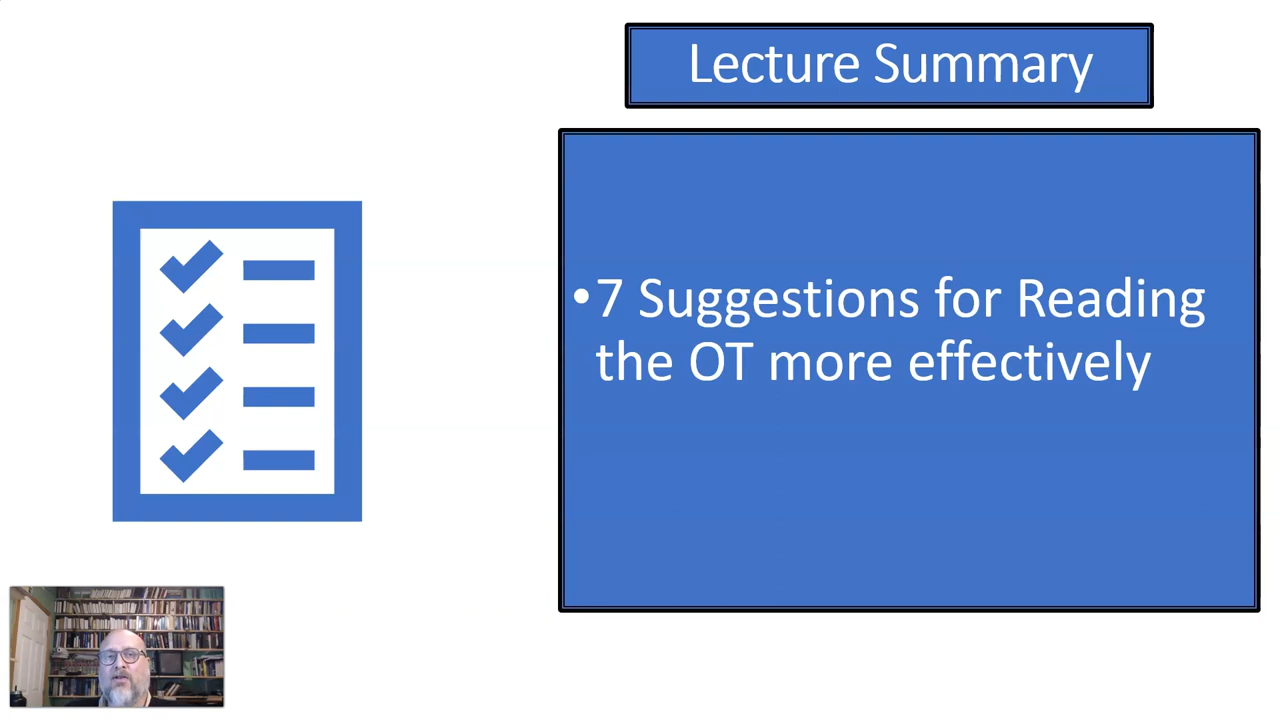 Lecture Summary
•7 Suggestions for Reading
the OT more effectively